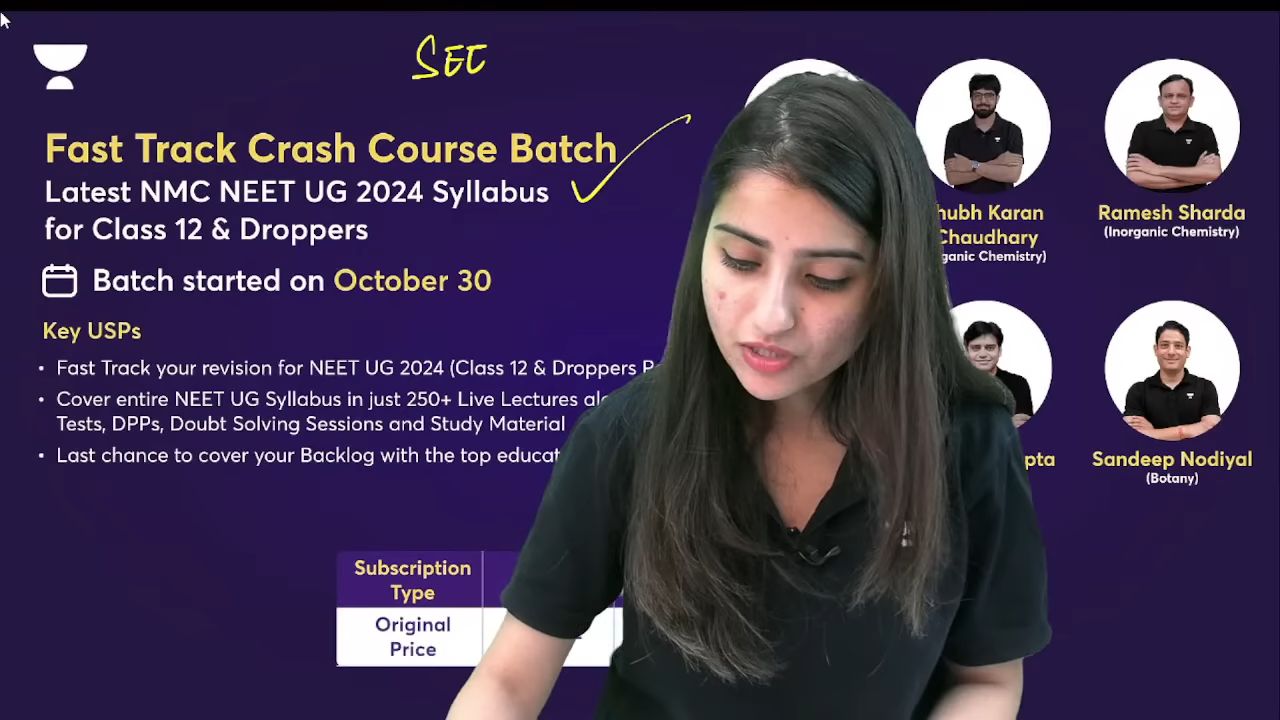 SEE
Fast Track Crash Course Batch
Latest NMC NEET UG 2024 Syllabus
for Class 12 & Droppers
Batch started on October 30
Key USPs
• Fast Track your revision for NEET UG 2024 (Class 12 & Droppers
• Cover entire NEET UG Syllabus in just 250+ Live Lectures
Tests, DPPs, Doubt Solving Sessions and Study Material
• Last chance to cover your Backlog with the top
Karan
Chaudhary
Chemistry)
Ramesh Sharda
(Inorganic Chemistry)
Sandeep Nodiyal
(Botany)
Subscription
Type
Original
Price